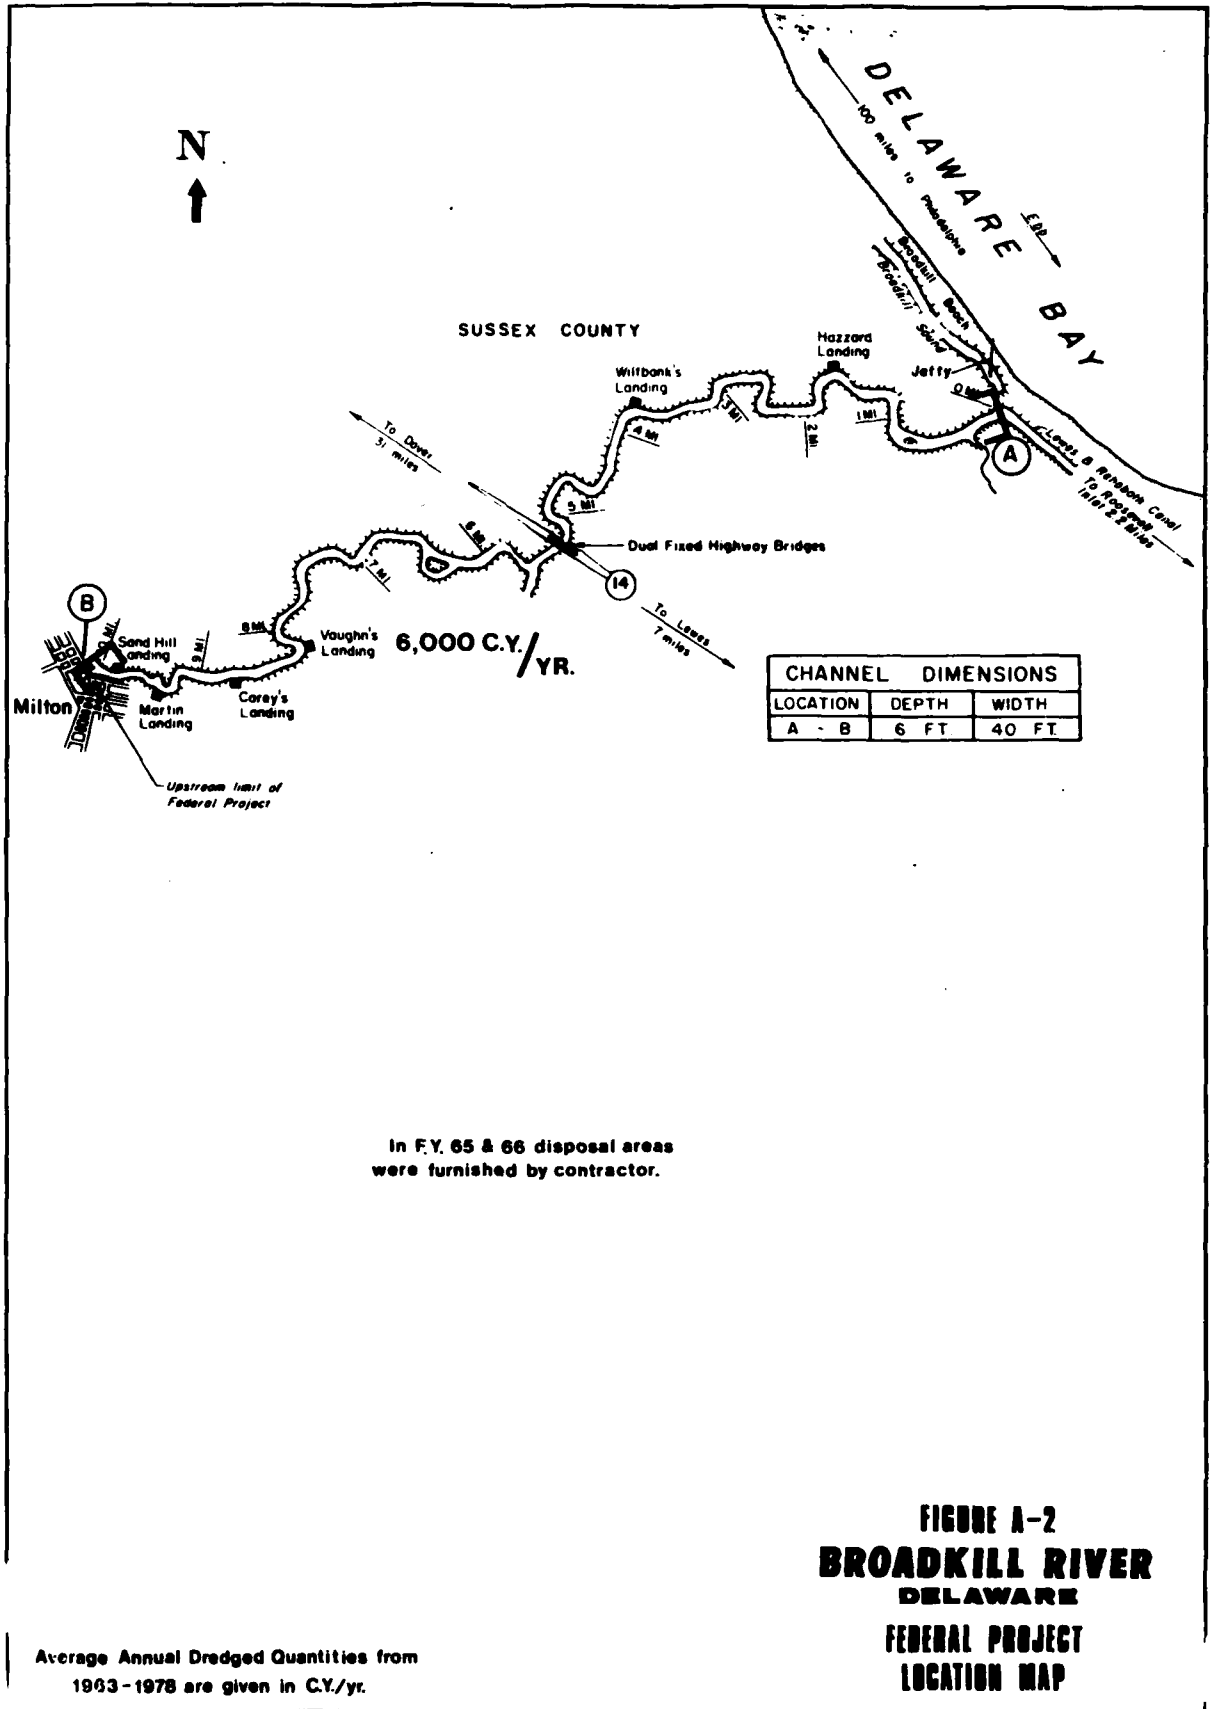 N
DELAWARE BAY
100 miles to Philadelphia
EBB
Broadkill Beach
Broadkill Sound
SUSSEX COUNTY
Hazzard
Landing
Jetty
0 MI
Wiltbank's
Landing
1 MI
2 MI
3 MI
4 MI
5 MI
6 MI
7 MI
8 MI
9 MI
A
Lewes & Rehoboth Canal
To Roosevelt
Inlet 2.2 Miles
To Dover
31 miles
Dual Fixed Highway Bridges
14
To Lewes
7 miles
B
Sand Hill
Landing
Vaughn's
Landing
6,000 C.Y./YR.
Milton
Martin
Landing
Carey's
Landing
Upstream limit of
Federal Project
CHANNEL DIMENSIONS
LOCATION DEPTH WIDTH
A - B 6 FT. 40 FT.
In F.Y. 65 & 66 disposal areas
were furnished by contractor.
FIGURE A-2
BROADKILL RIVER
DELAWARE
FEDERAL PROJECT
LOCATION MAP
Average Annual Dredged Quantities from
1963-1978 are given in C.Y./yr.